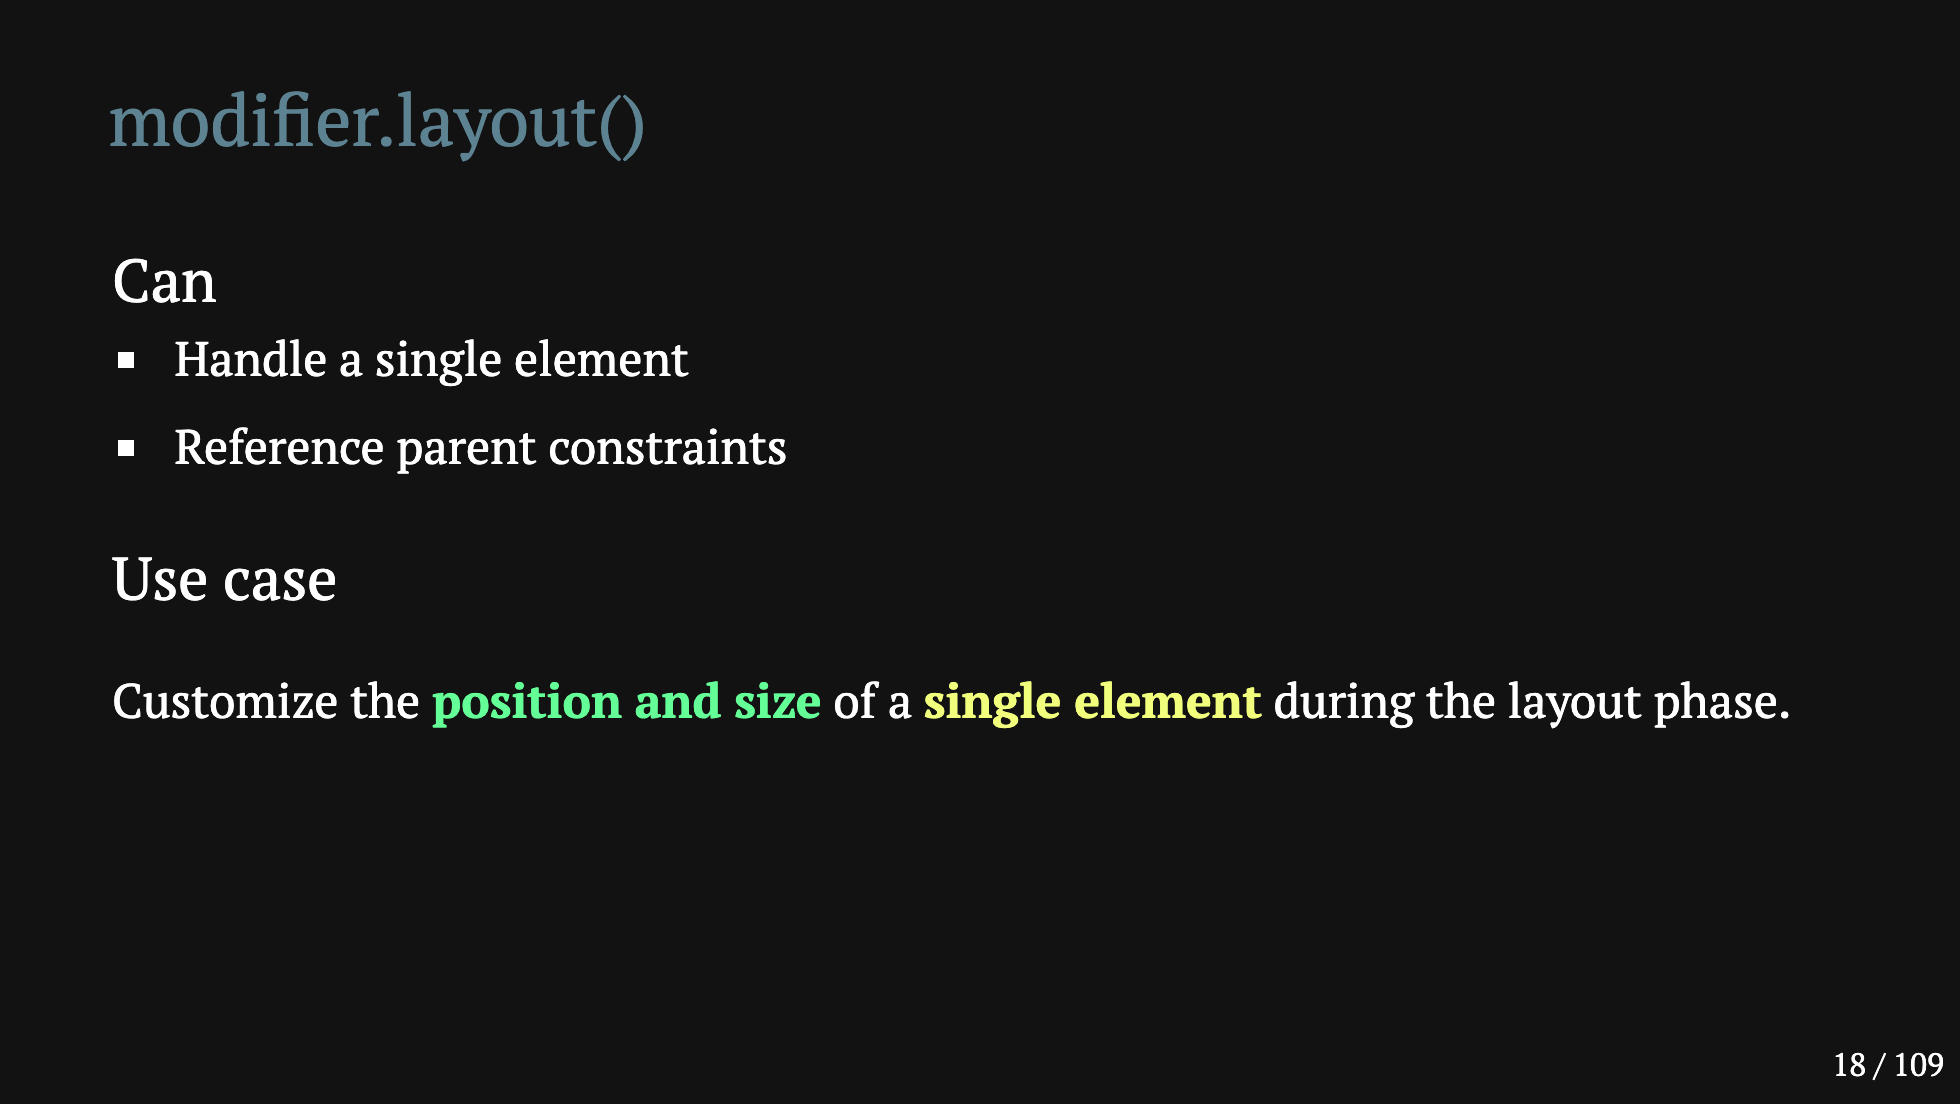 modifier.layout()
Can
▪ Handle a single element
▪ Reference parent constraints
Use case
Customize the position and size of a single element during the layout phase.
18 / 109